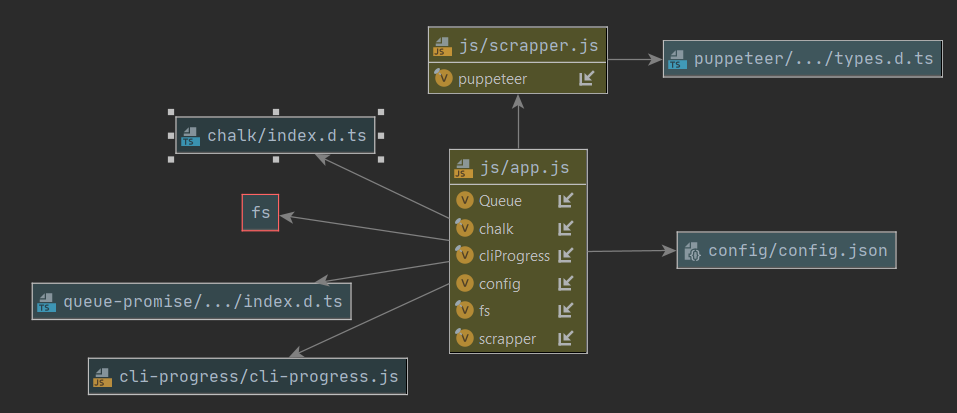 js/scrapper.js
puppeteer
puppeteer/.../types.d.ts
chalk/index.d.ts
fs
queue-promise/.../index.d.ts
cli-progress/cli-progress.js
js/app.js
Queue
chalk
cliProgress
config
fs
scrapper
config/config.json